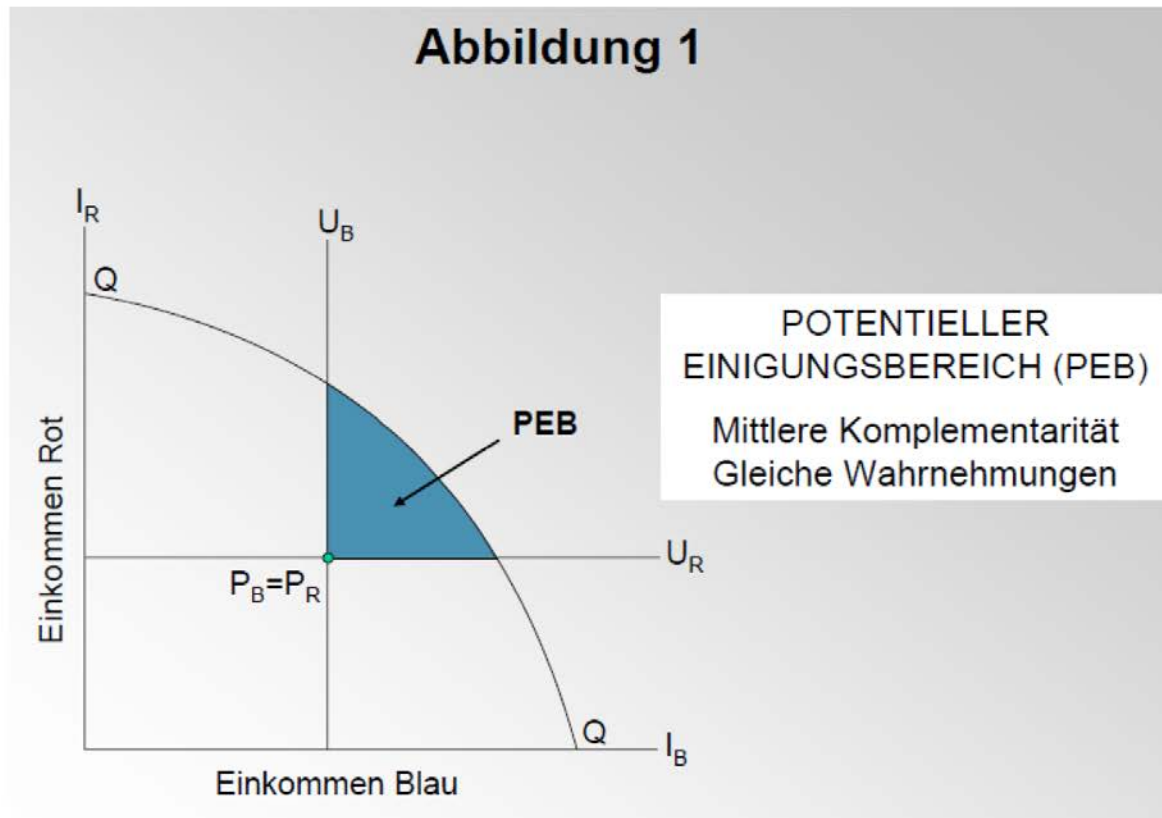 Abbildung 1
I_R
U_B
Q
POTENTIELLER
EINIGUNGSBEREICH (PEB)
Mittlere Komplementarität
Gleiche Wahrnehmungen
PEB
Einkommen Rot
U_R
P_B=P_R
Q
I_B
Einkommen Blau